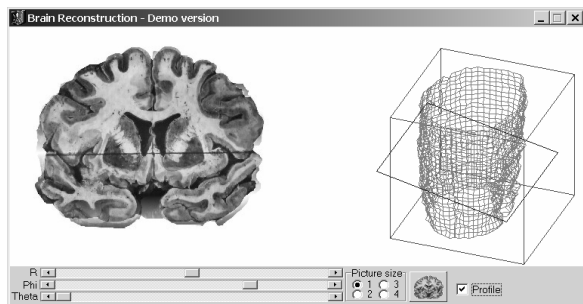 Brain Reconstruction - Demo version
R
Phi
Theta
Picture size
1 3
2 4
Profile